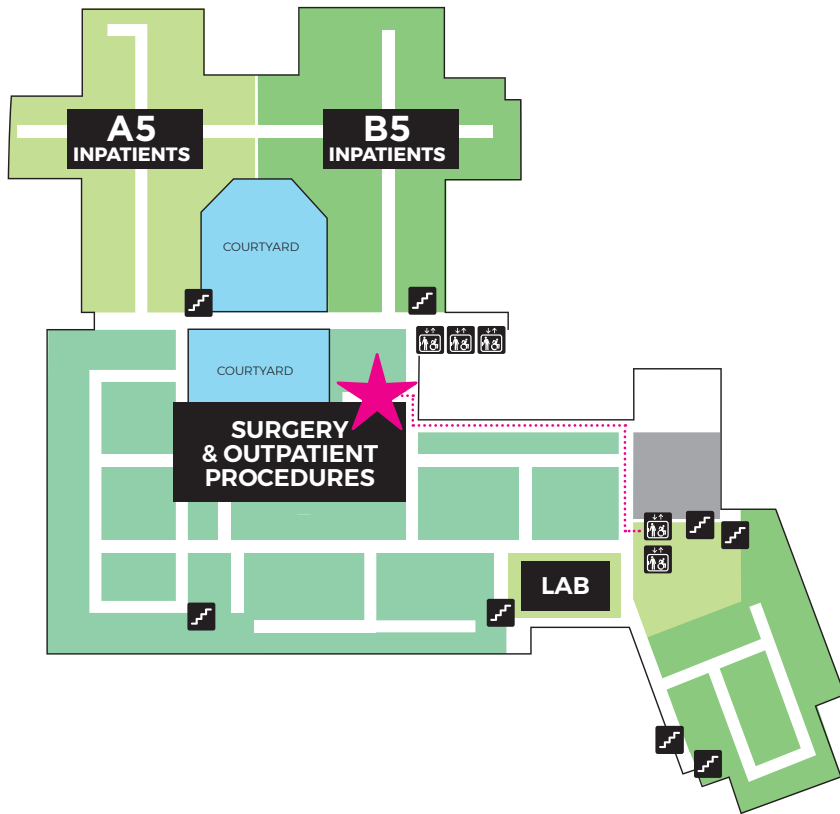 A5
INPATIENTS
B5
INPATIENTS
COURTYARD
COURTYARD
SURGERY
& OUTPATIENT
PROCEDURES
LAB